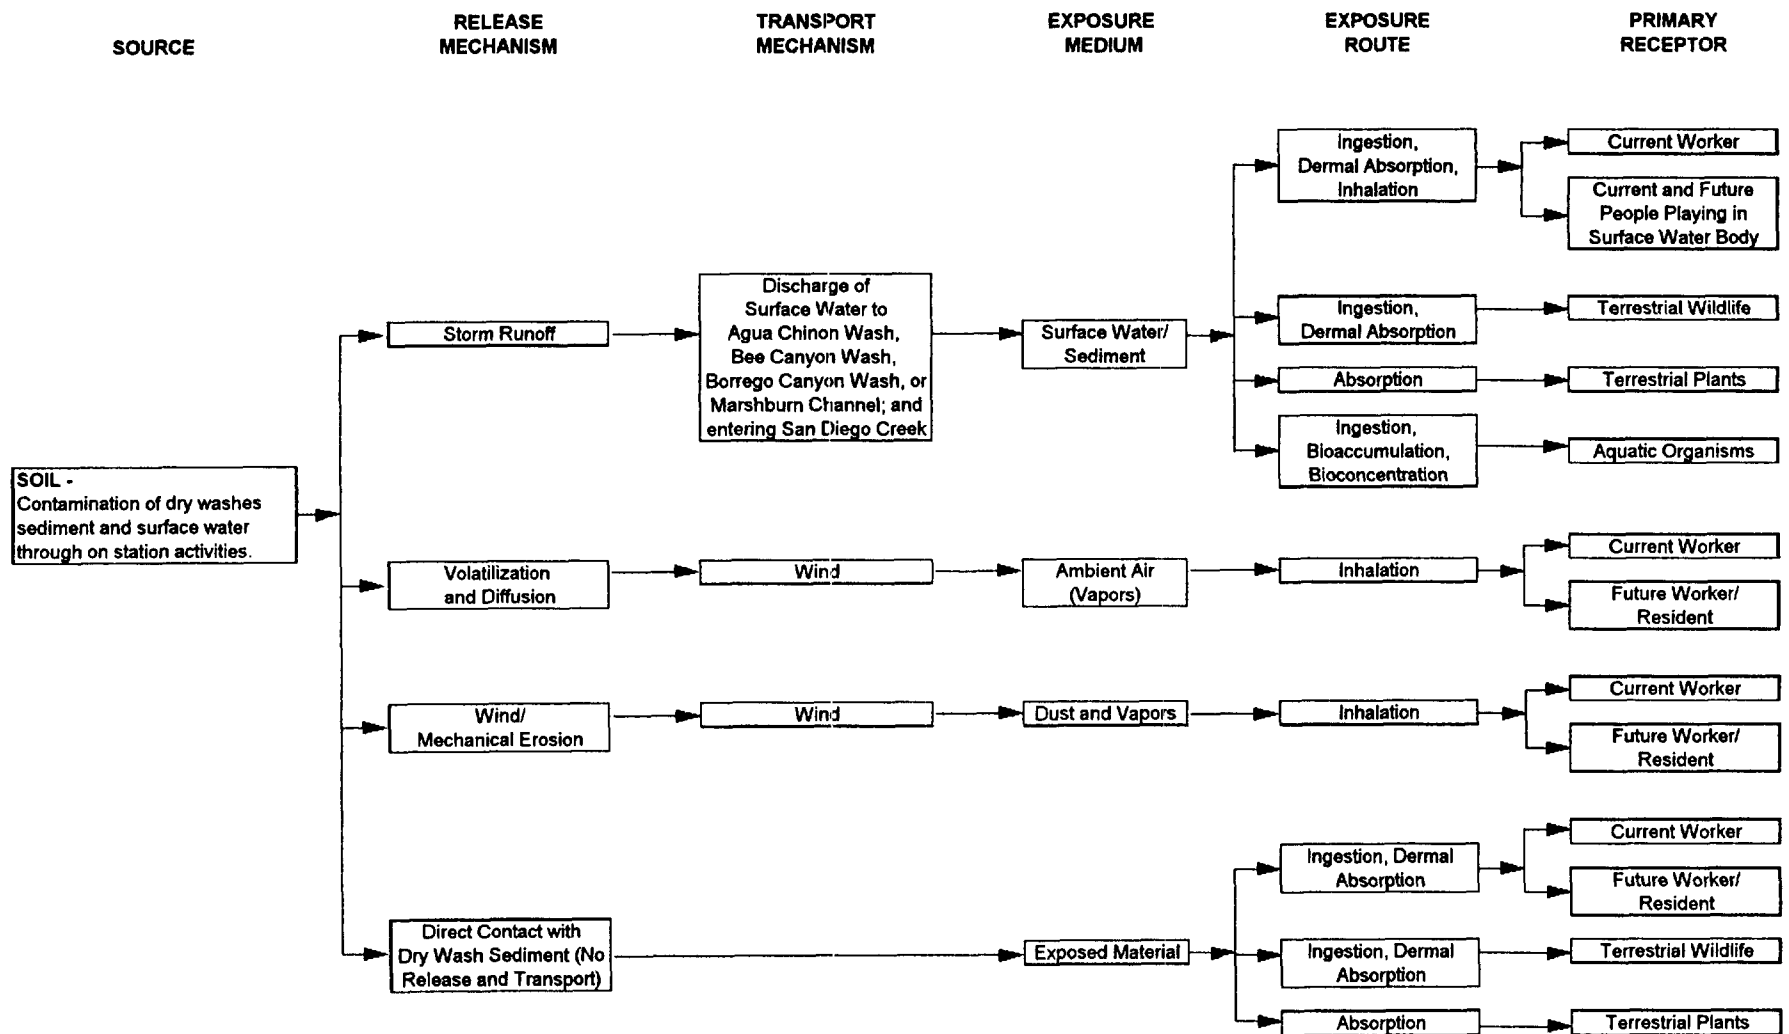 SOURCE
RELEASE
MECHANISM
TRANSPORT
MECHANISM
EXPOSURE
MEDIUM
EXPOSURE
ROUTE
PRIMARY
RECEPTOR
SOIL -
Contamination of dry washes
sediment and surface water
through on station activities.
Storm Runoff
Discharge of
Surface Water to
Agua Chinon Wash,
Bee Canyon Wash,
Borrego Canyon Wash, or
Marshburn Channel; and
entering San Diego Creek
Surface Water/
Sediment
Ingestion,
Dermal Absorption,
Inhalation
Current Worker
Current and Future
People Playing in
Surface Water Body
Ingestion,
Dermal Absorption
Terrestrial Wildlife
Absorption
Terrestrial Plants
Ingestion,
Bioaccumulation,
Bioconcentration
Aquatic Organisms
Volatilization
and Diffusion
Wind
Ambient Air
(Vapors)
Inhalation
Current Worker
Future Worker/
Resident
Wind/
Mechanical Erosion
Wind
Dust and Vapors
Inhalation
Current Worker
Future Worker/
Resident
Direct Contact with
Dry Wash Sediment (No
Release and Transport)
Exposed Material
Ingestion, Dermal
Absorption
Current Worker
Future Worker/
Resident
Ingestion, Dermal
Absorption
Terrestrial Wildlife
Absorption
Terrestrial Plants